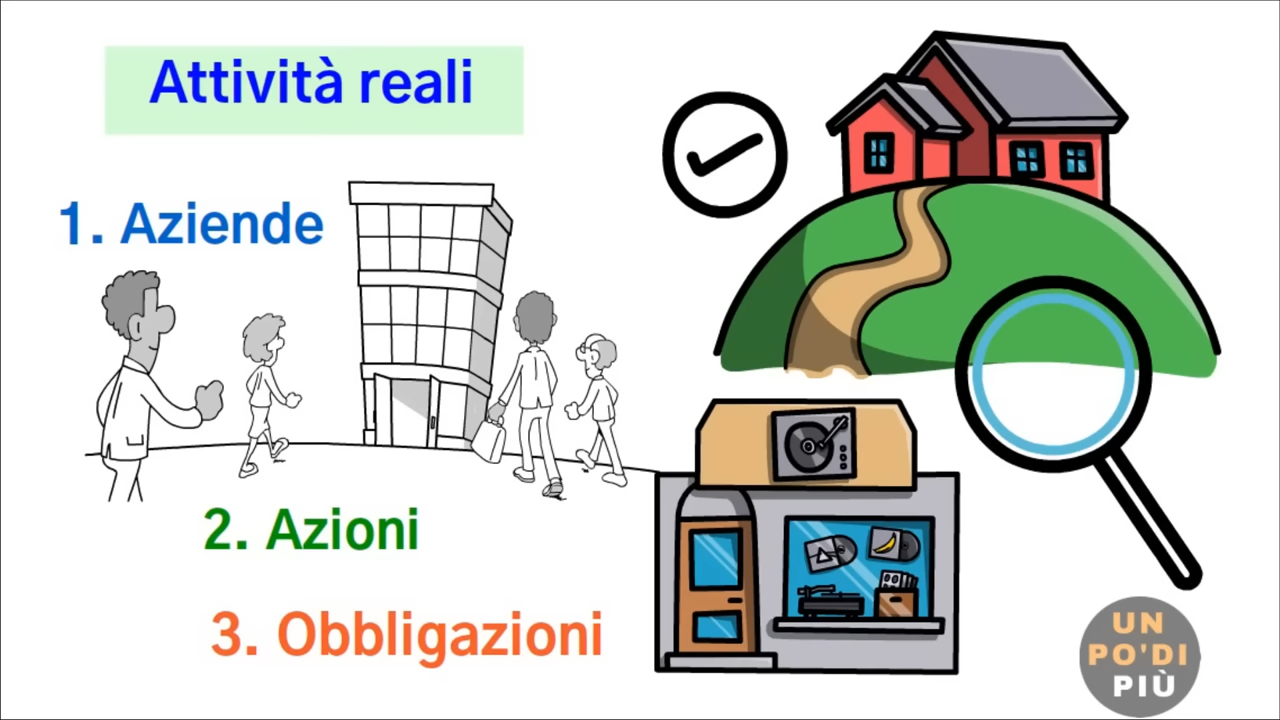 Attività reali
1. Aziende
2. Azioni
3. Obbligazioni
UN
PO'DI
PIÙ